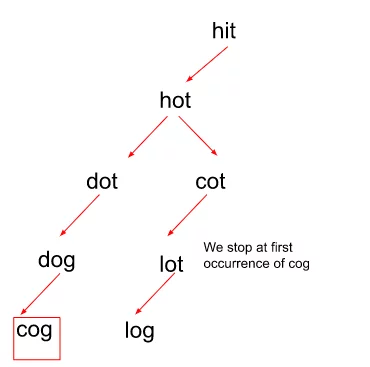 hit
hot
dot cot
dog lot We stop at first
occurrence of cog
cog log